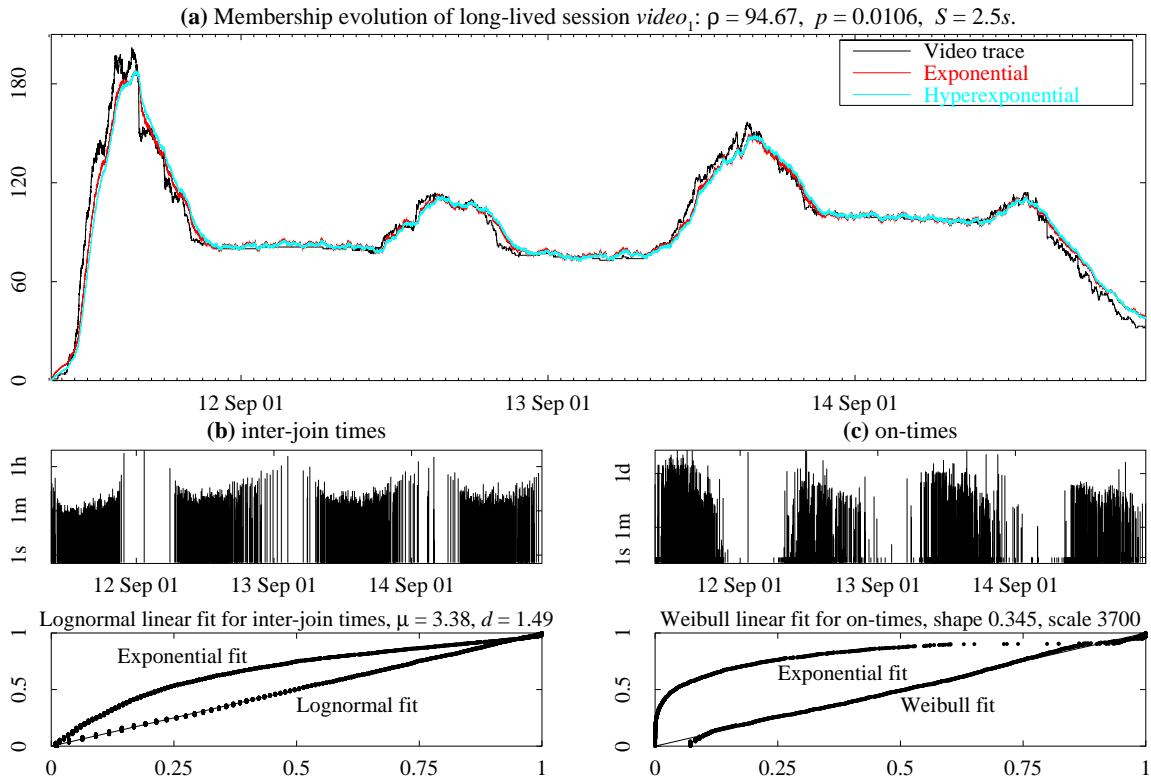 (a) Membership evolution of long-lived session video1: ρ = 94.67, p = 0.0106, S = 2.5s.
Video trace
Exponential
Hyperexponential
180
120
60
0
12 Sep 01
13 Sep 01
14 Sep 01
(b) inter-join times
1h
1m
1s
12 Sep 01
13 Sep 01
14 Sep 01
(c) on-times
1d
1m
1s
12 Sep 01
13 Sep 01
14 Sep 01
Lognormal linear fit for inter-join times, μ = 3.38, d = 1.49
1
0.5
0
Exponential fit
Lognormal fit
0
0.25
0.5
0.75
1
Weibull linear fit for on-times, shape 0.345, scale 3700
1
0.5
0
Exponential fit
Weibull fit
0
0.25
0.5
0.75
1